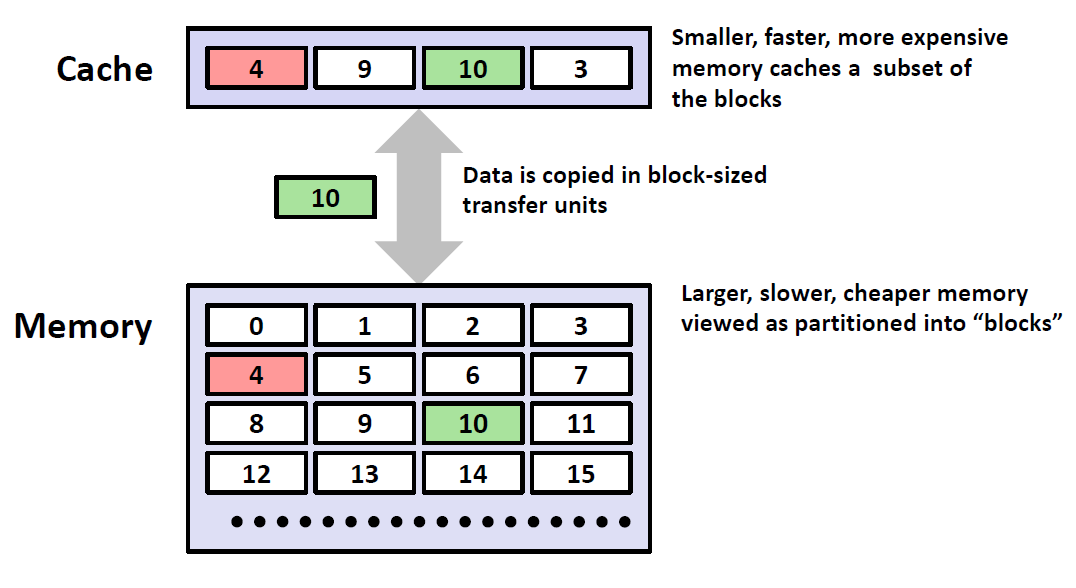 Cache
4 9 10 3
Smaller, faster, more expensive
memory caches a subset of
the blocks
10
Data is copied in block-sized
transfer units
Memory
0 1 2 3
4 5 6 7
8 9 10 11
12 13 14 15
Larger, slower, cheaper memory
viewed as partitioned into “blocks”